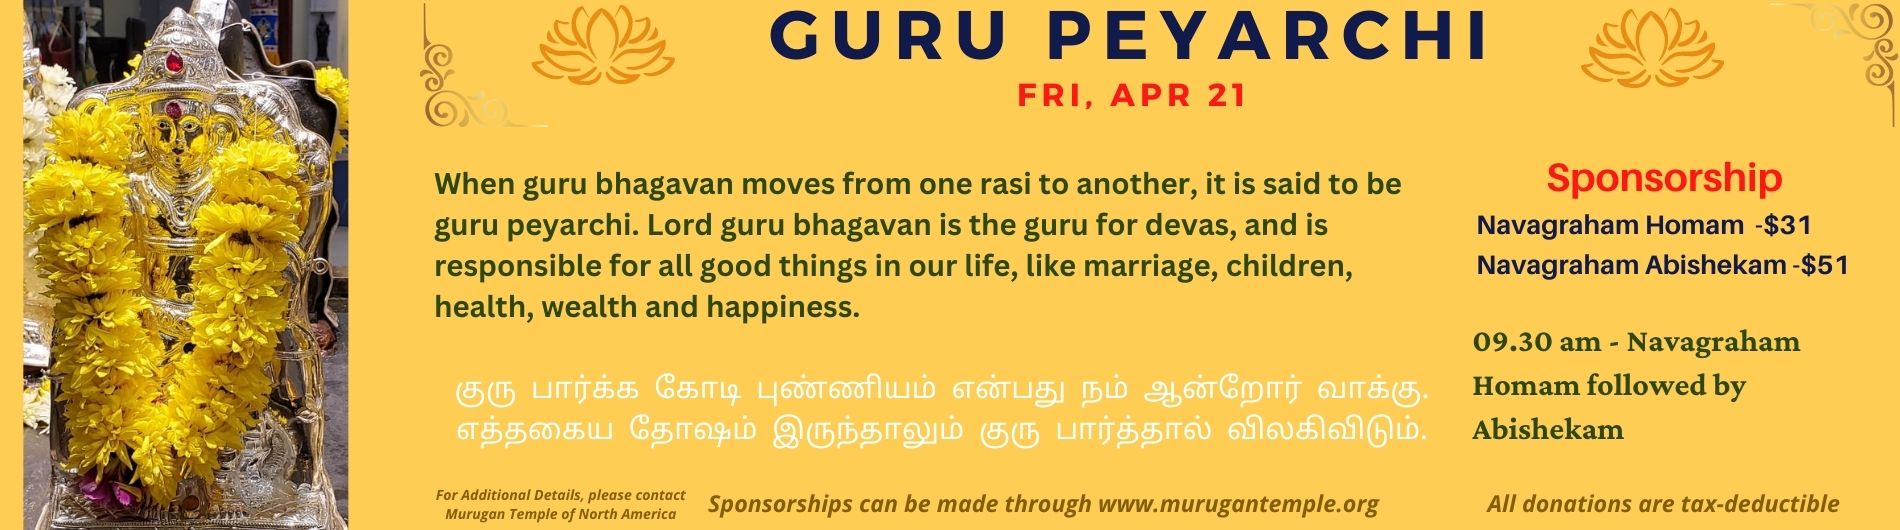 GURU PEYARCHI
FRI, APR 21
When guru bhagavan moves from one rasi to another, it is said to be
guru peyarchi. Lord guru bhagavan is the guru for devas, and is
responsible for all good things in our life, like marriage, children,
health, wealth and happiness.
குரு பார்க்க கோடி புண்ணியம் என்பது நம் ஆன்றோர் வாக்கு.
எத்தகைய தோஷம் இருந்தாலும் குரு பார்த்தால் விலகிவிடும்.
Sponsorship
Navagraham Homam -$31
Navagraham Abishekam -$51
09.30 am - Navagraham
Homam followed by
Abishekam
For Additional Details, please contact
Murugan Temple of North America
Sponsorships can be made through www.murugantemple.org
All donations are tax-deductible